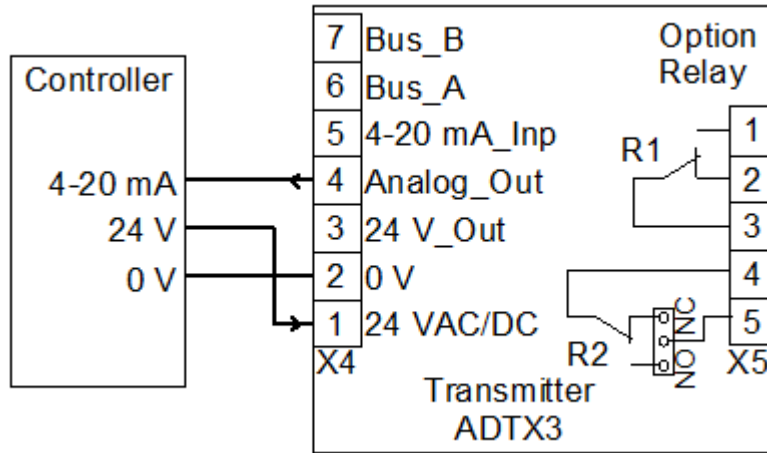 Controller
4-20 mA
24 V
0 V
7 Bus_B
6 Bus_A
5 4-20 mA_Inp
4 Analog_Out
3 24 V_Out
2 0 V
1 24 VAC/DC
X4
Option
Relay
R1
1
2
3
4
5
R2
NC
NO
X5
Transmitter
ADTX3